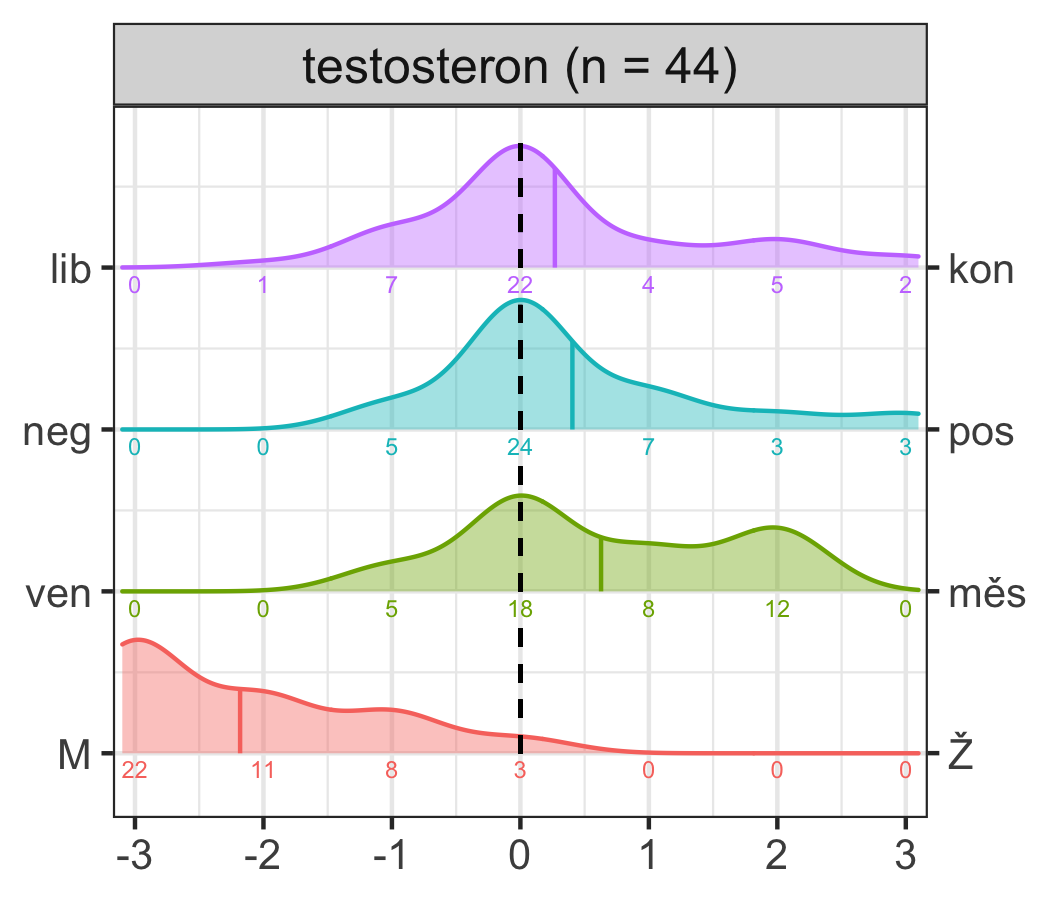 testosteron (n = 44)
lib kon
0 1 7 22 4 5 2
neg pos
0 0 5 24 7 3 3
ven měs
0 0 5 18 8 12 0
M Ž
22 11 8 3 0 0 0
-3 -2 -1 0 1 2 3